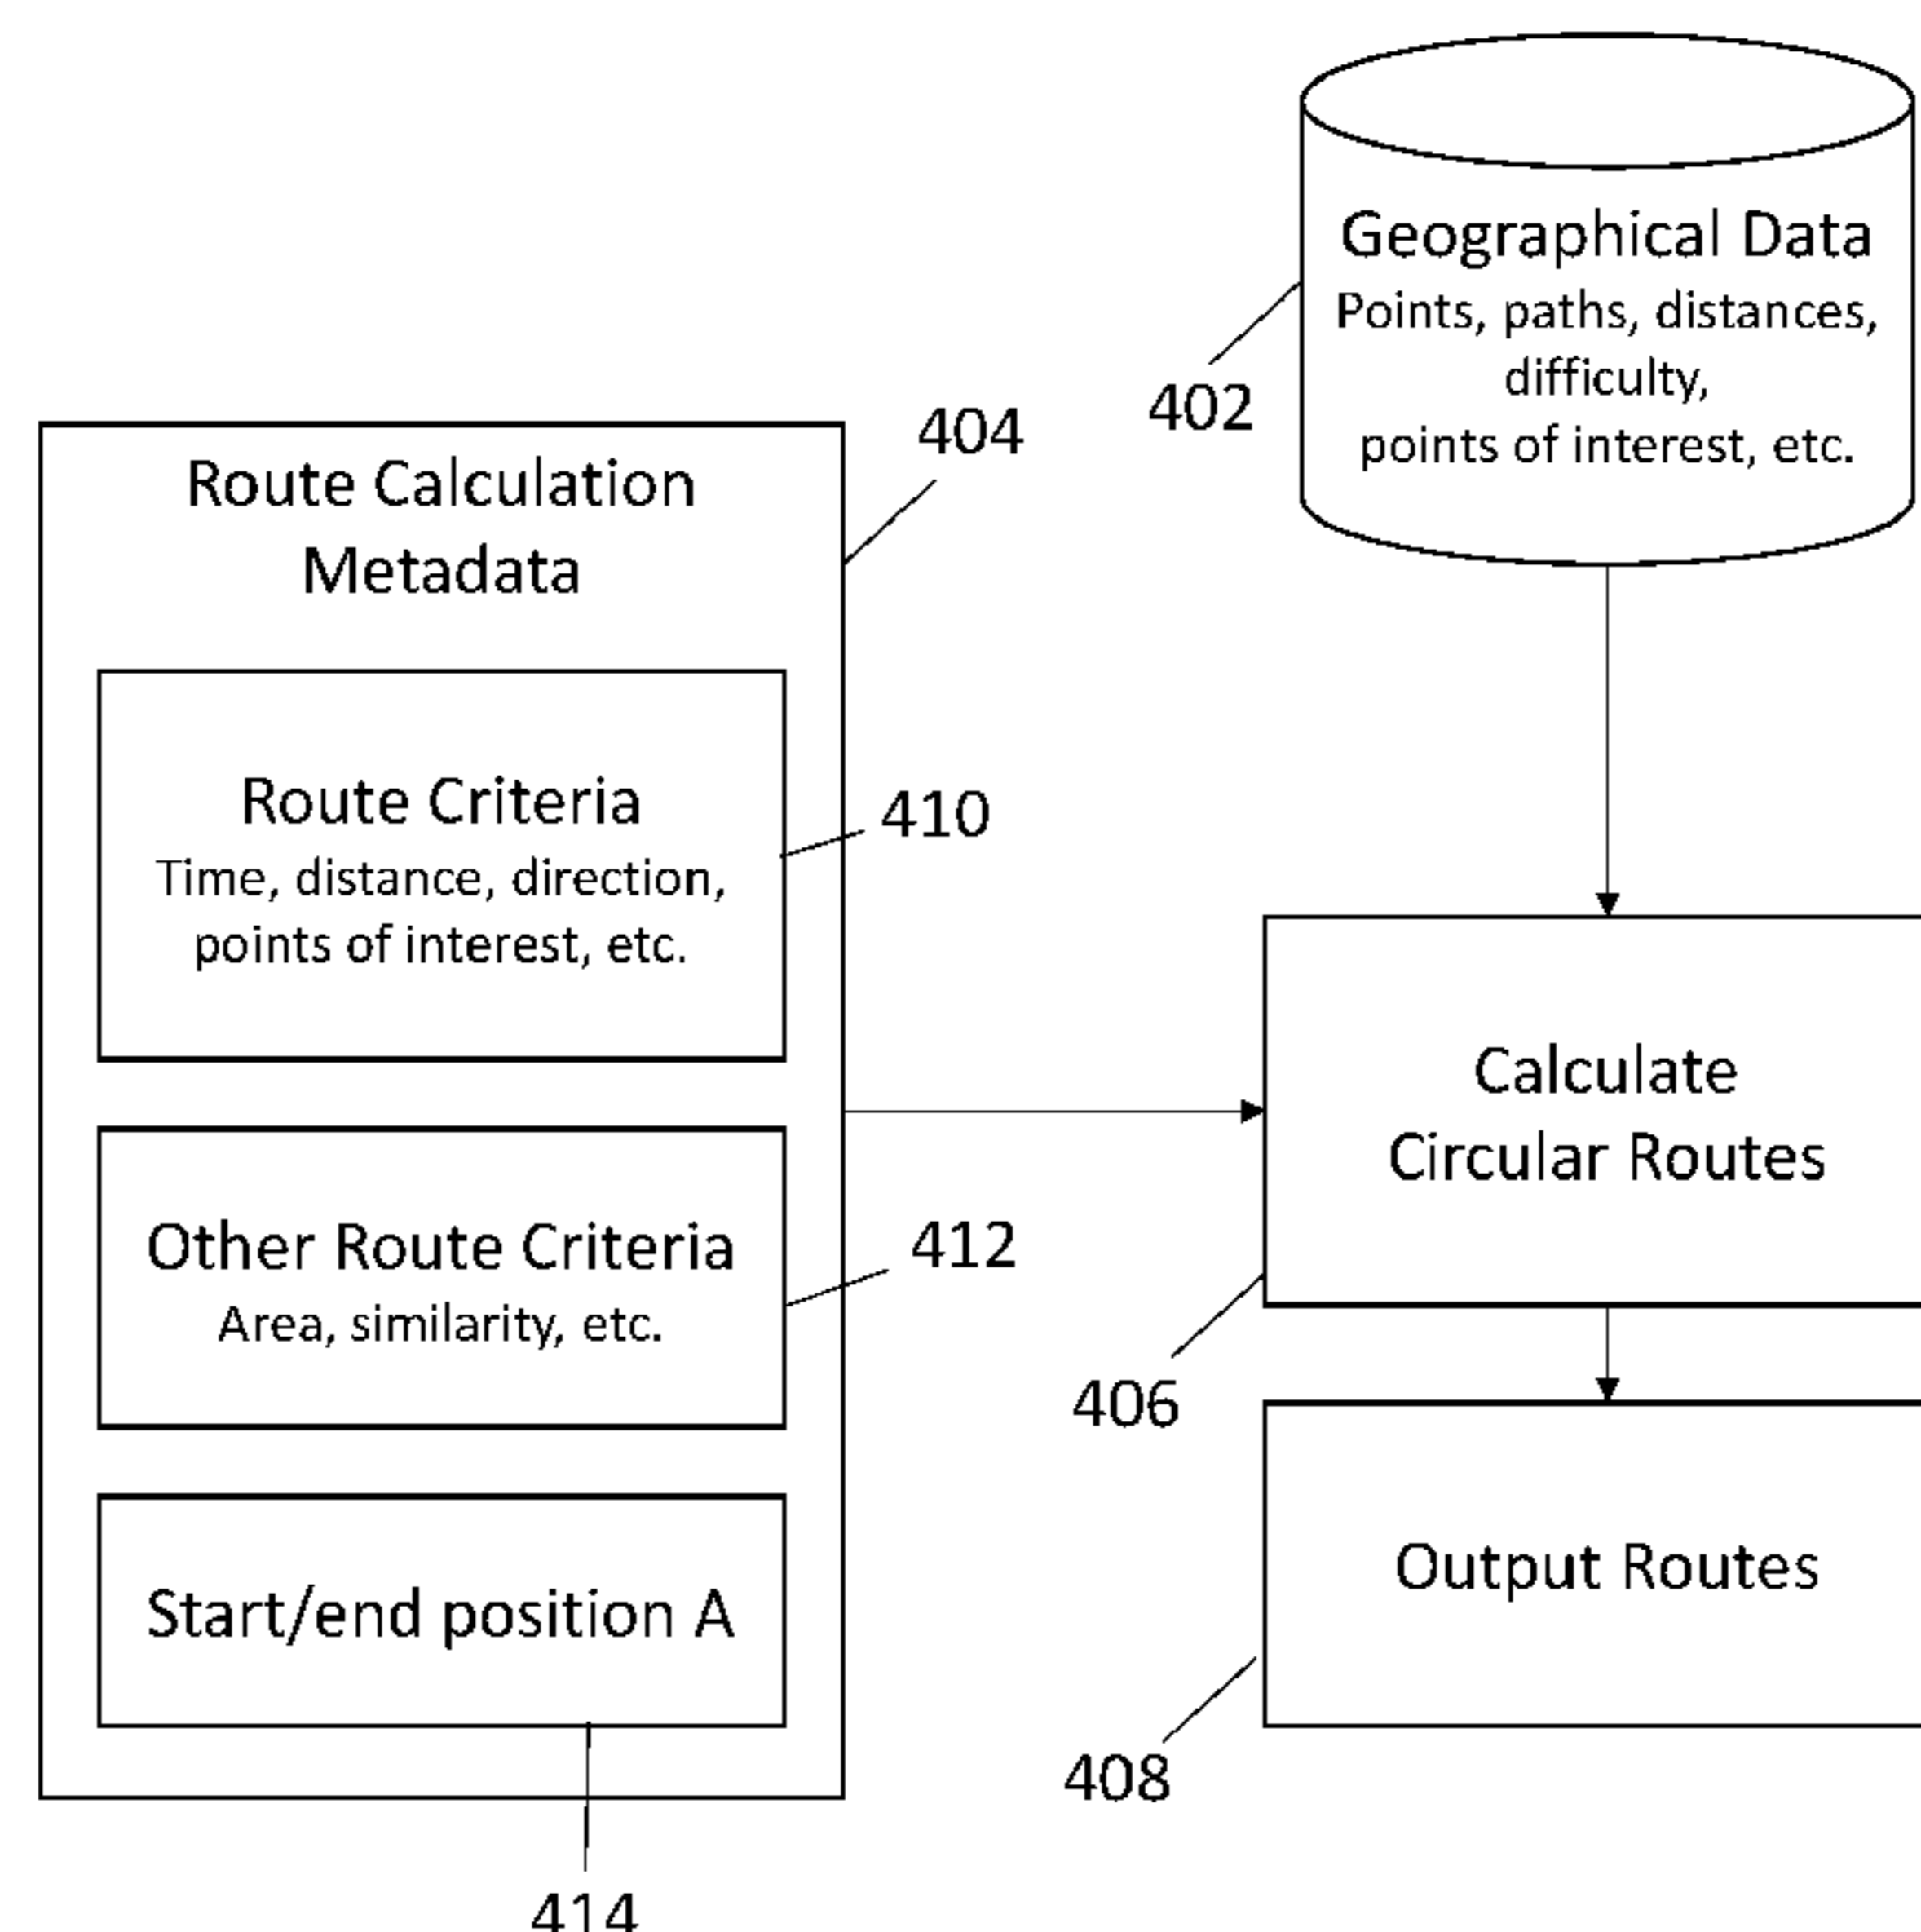 Geographical Data
Points, paths, distances,
difficulty,
points of interest, etc.
402
404
Route Calculation
Metadata
Route Criteria
Time, distance, direction,
points of interest, etc.
410
Other Route Criteria
Area, similarity, etc.
412
Start/end position A
414
Calculate
Circular Routes
406
Output Routes
408